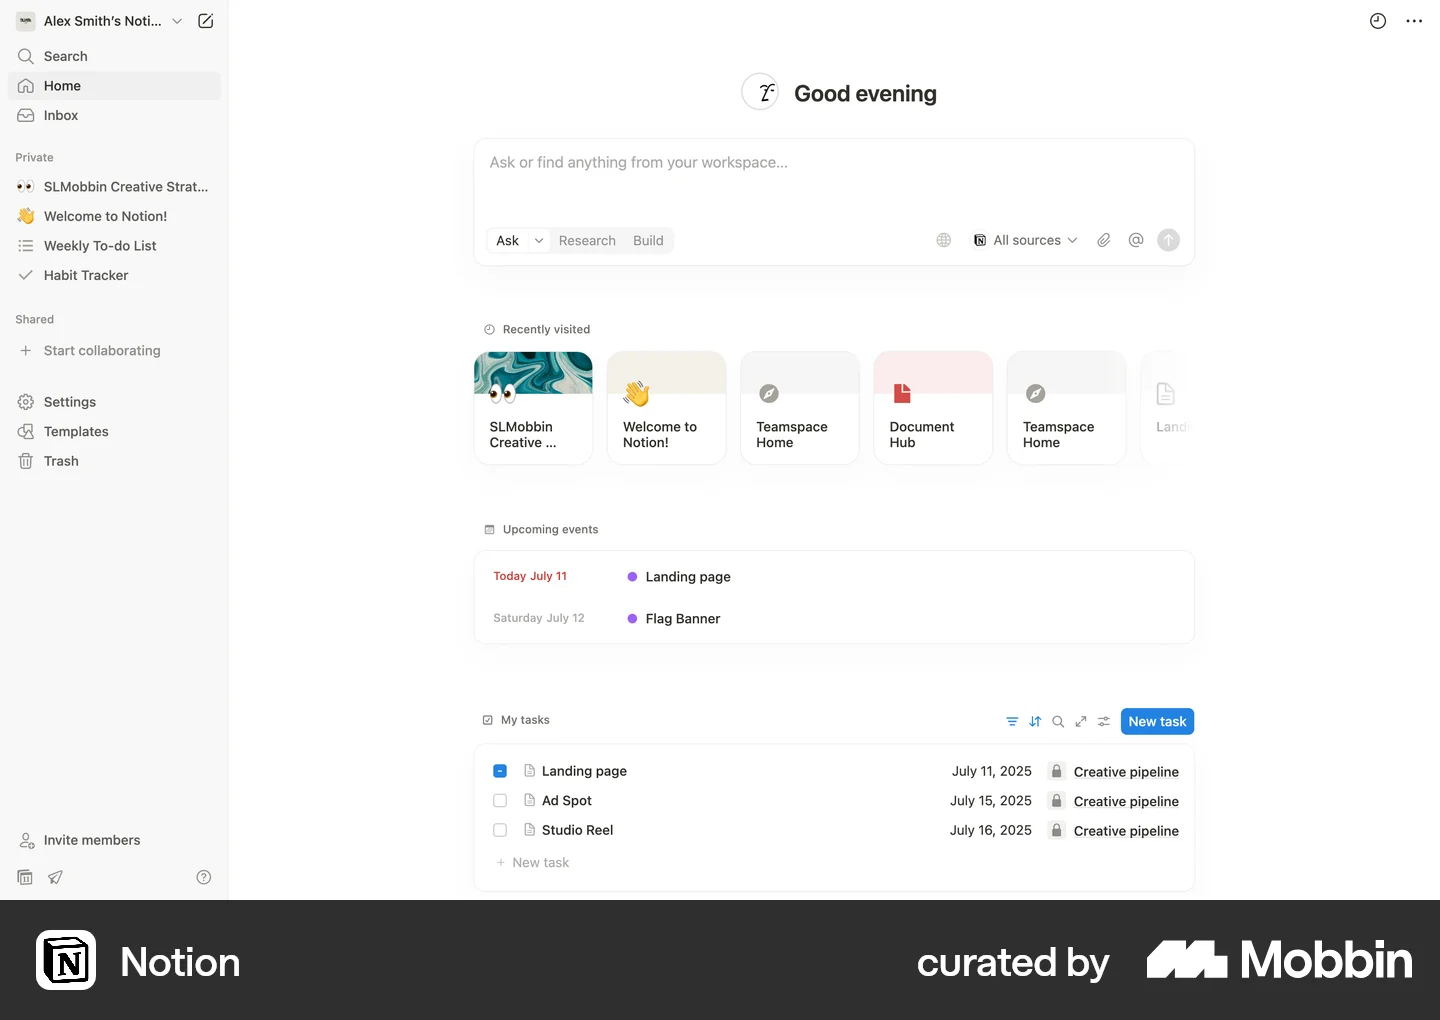 Alex Smith's Noti...
Search
Home
Inbox
Private
SLMobbin Creative Strat...
Welcome to Notion!
Weekly To-do List
Habit Tracker
Shared
Start collaborating
Settings
Templates
Trash
Invite members
Good evening
Ask or find anything from your workspace...
Ask Research Build All sources
Recently visited
SLMobbin
Creative ...
Welcome to
Notion!
Teamspace
Home
Document
Hub
Teamspace
Home
Landi
Upcoming events
Today July 11 Landing page
Saturday July 12 Flag Banner
My tasks New task
Landing page July 11, 2025 Creative pipeline
Ad Spot July 15, 2025 Creative pipeline
Studio Reel July 16, 2025 Creative pipeline
+ New task
Notion
curated by Mobbin